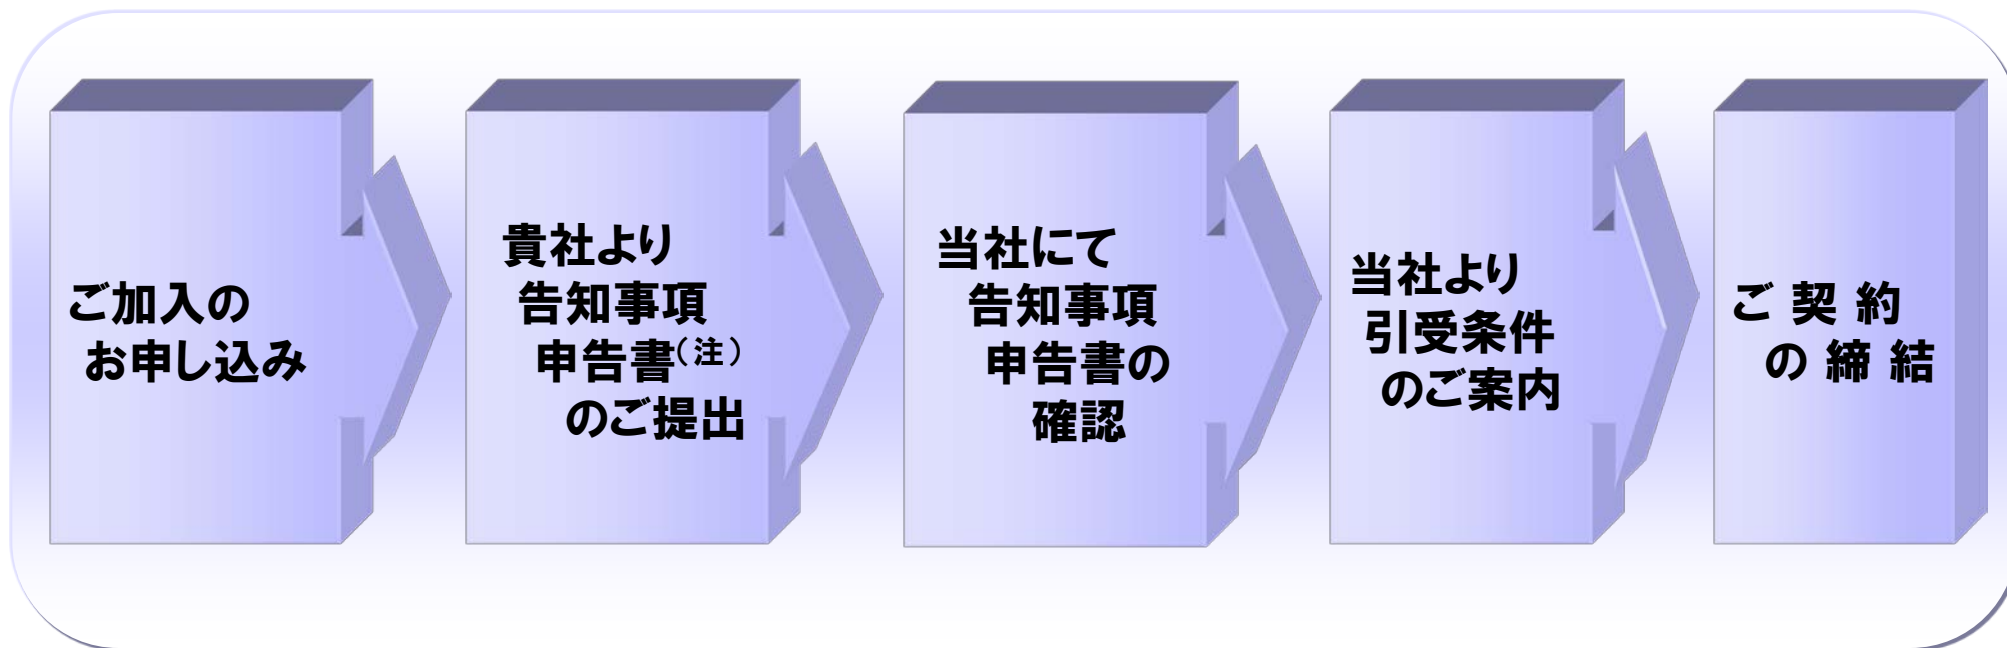 ご加入の
お申し込み
貴社より
告知事項
申告書(注)
のご提出
当社にて
告知事項
申告書の
確認
当社より
引受条件
のご案内
ご 契 約
の 締 結